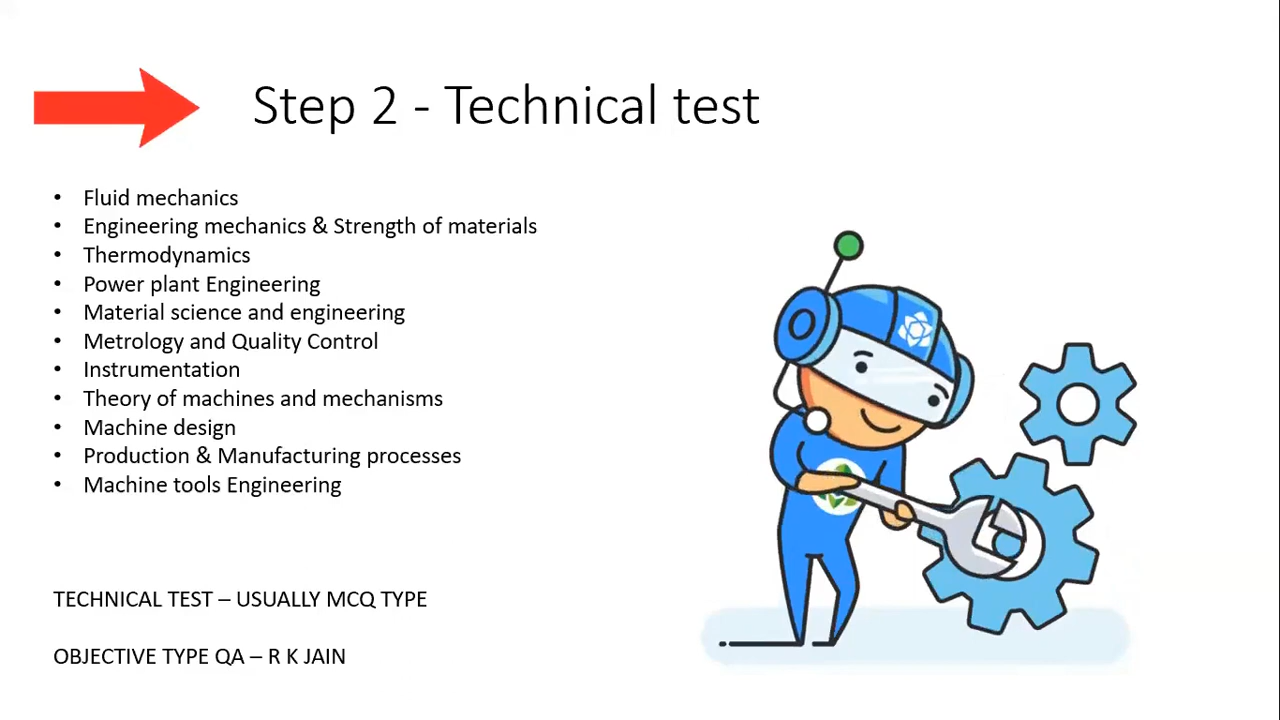 Step 2 - Technical test
• Fluid mechanics
• Engineering mechanics & Strength of materials
• Thermodynamics
• Power plant Engineering
• Material science and engineering
• Metrology and Quality Control
• Instrumentation
• Theory of machines and mechanisms
• Machine design
• Production & Manufacturing processes
• Machine tools Engineering
TECHNICAL TEST – USUALLY MCQ TYPE
OBJECTIVE TYPE QA – R K JAIN